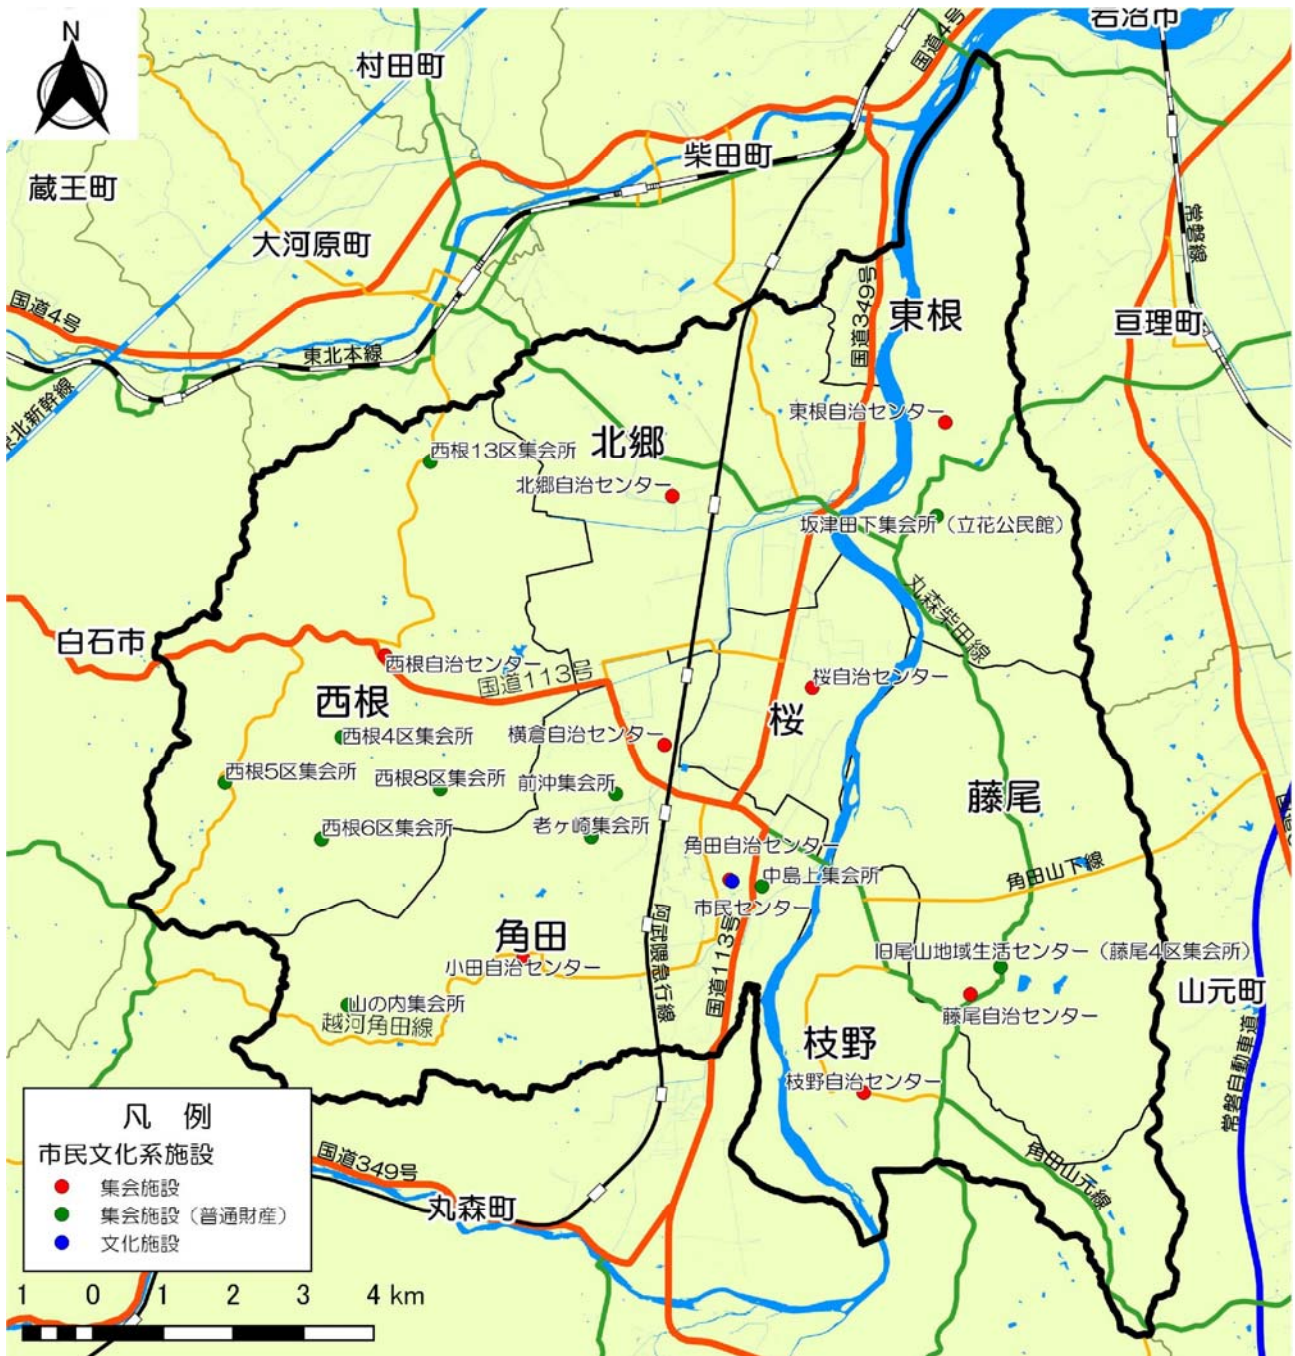 岩沼市
N
国道4号
村田町
柴田町
蔵王町
大河原町
常磐線
国道4号
国道349号
東根
亘理町
東北本線
東北新幹線
東根自治センター
北郷
西根13区集会所
北郷自治センター
坂津田下集会所（立花公民館）
丸森柴田線
白石市
西根自治センター
国道113号
桜自治センター
西根
桜
西根4区集会所
横倉自治センター
西根5区集会所
西根8区集会所
前沖集会所
藤尾
西根6区集会所
老ヶ崎集会所
角田自治センター
角田山下線
中島上集会所
市民センター
角田
阿武隈急行線
国道113号
小田自治センター
旧尾山地域生活センター（藤尾4区集会所）
山元町
山の内集会所
越河角田線
藤尾自治センター
枝野
枝野自治センター
常磐自動車道
凡 例
市民文化系施設
集会施設
集会施設（普通財産）
文化施設
国道349号
角田山元線
丸森町
1 0 1 2 3 4 km